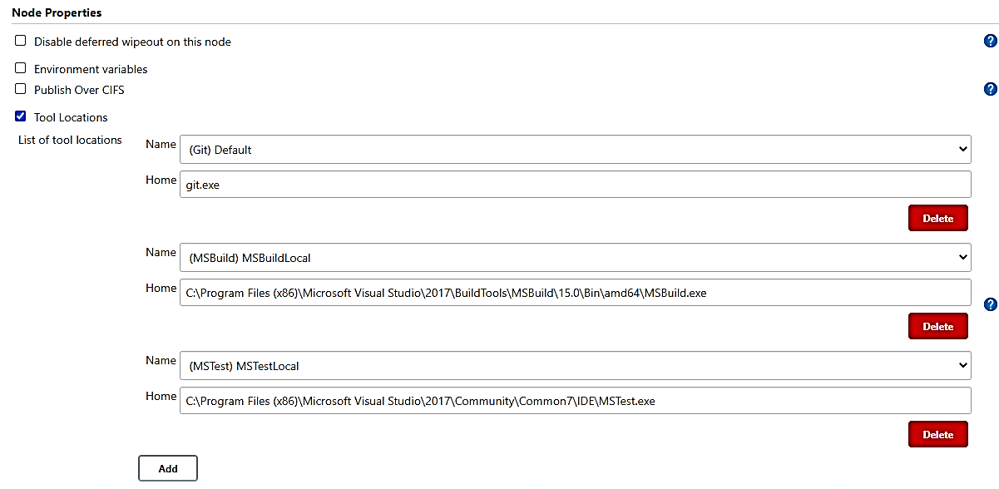 Node Properties
Disable deferred wipeout on this node
?
Environment variables
Publish Over CIFS
?
Tool Locations
List of tool locations
Name
(Git) Default
Home
git.exe
Delete
Name
(MSBuild) MSBuildLocal
Home
C:\Program Files (x86)\Microsoft Visual Studio\2017\BuildTools\MSBuild\15.0\Bin\amd64\MSBuild.exe
?
Delete
Name
(MSTest) MSTestLocal
Home
C:\Program Files (x86)\Microsoft Visual Studio\2017\Community\Common7\IDE\MSTest.exe
Delete
Add